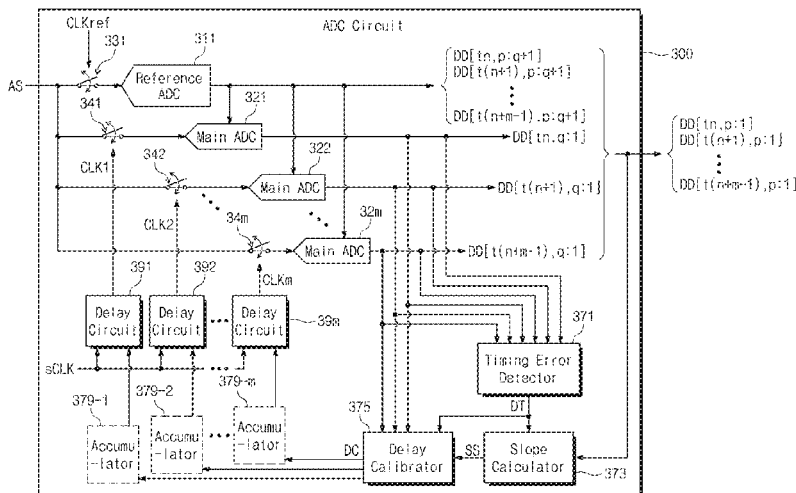 CLKref
ADC Circuit
331
311
300
AS
Reference
ADC
DD[tn,p:q+1]
DD[t(n+1),p:q+1]
DD[t(n+m-1),p:q+1]
341
321
Main ADC
DD[tn,q:1]
DD[tn,p:1]
DD[t(n+1),p:1]
DD[t(n+m-1),p:1]
CLK1
342
322
Main ADC
DD[t(n+1),q:1]
CLK2
34m
32m
Main ADC
DD[t(n+m-1),q:1]
CLKm
391
392
39m
Delay
Circuit
Delay
Circuit
Delay
Circuit
371
Timing Error
Detector
sCLK
379-1
379-2
379-m
375
DT
Accumu
-lator
Accumu
-lator
Accumu
-lator
DC
Delay
Calibrator
SS
Slope
Calculator
373